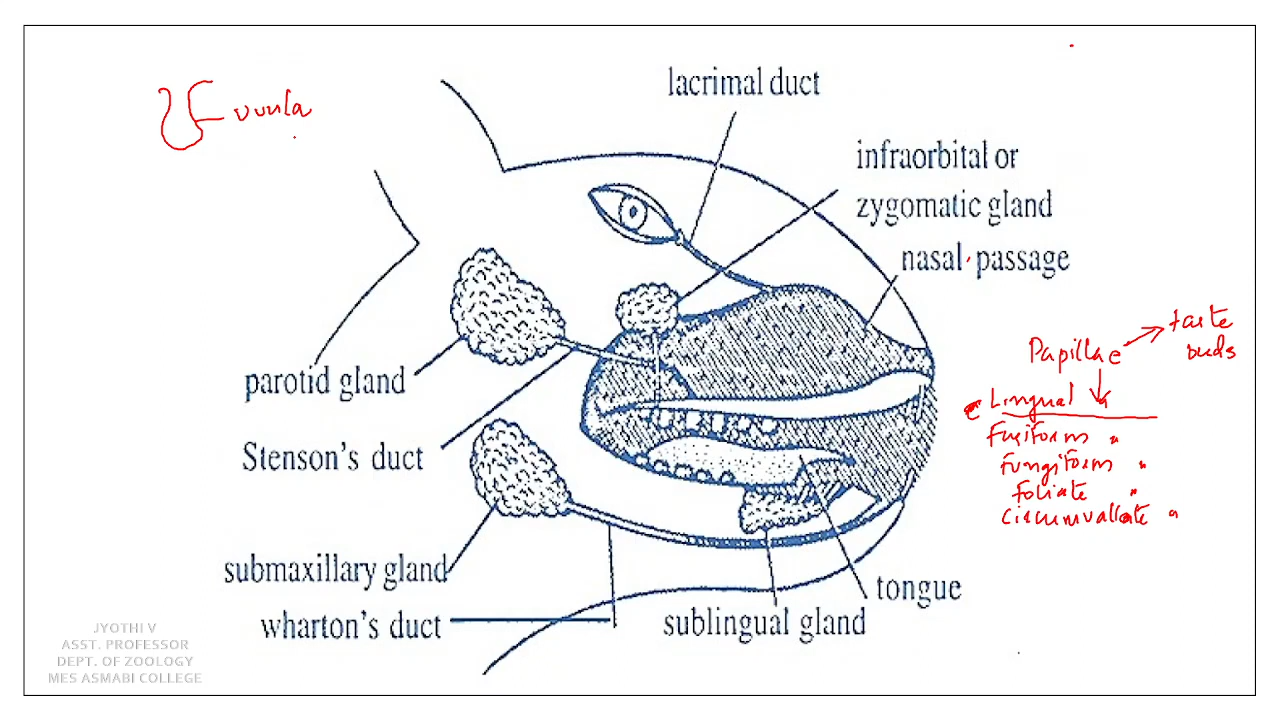 uvula
lacrimal duct
infraorbital or
zygomatic gland
nasal passage
taste
buds
Papillae
Lingual "
Fusiform "
Fungiform "
foliate "
circumvallate "
parotid gland
Stenson's duct
submaxillary gland
wharton's duct
tongue
sublingual gland
JYOTHI V
ASST. PROFESSOR
DEPT. OF ZOOLOGY
MES ASMABI COLLEGE